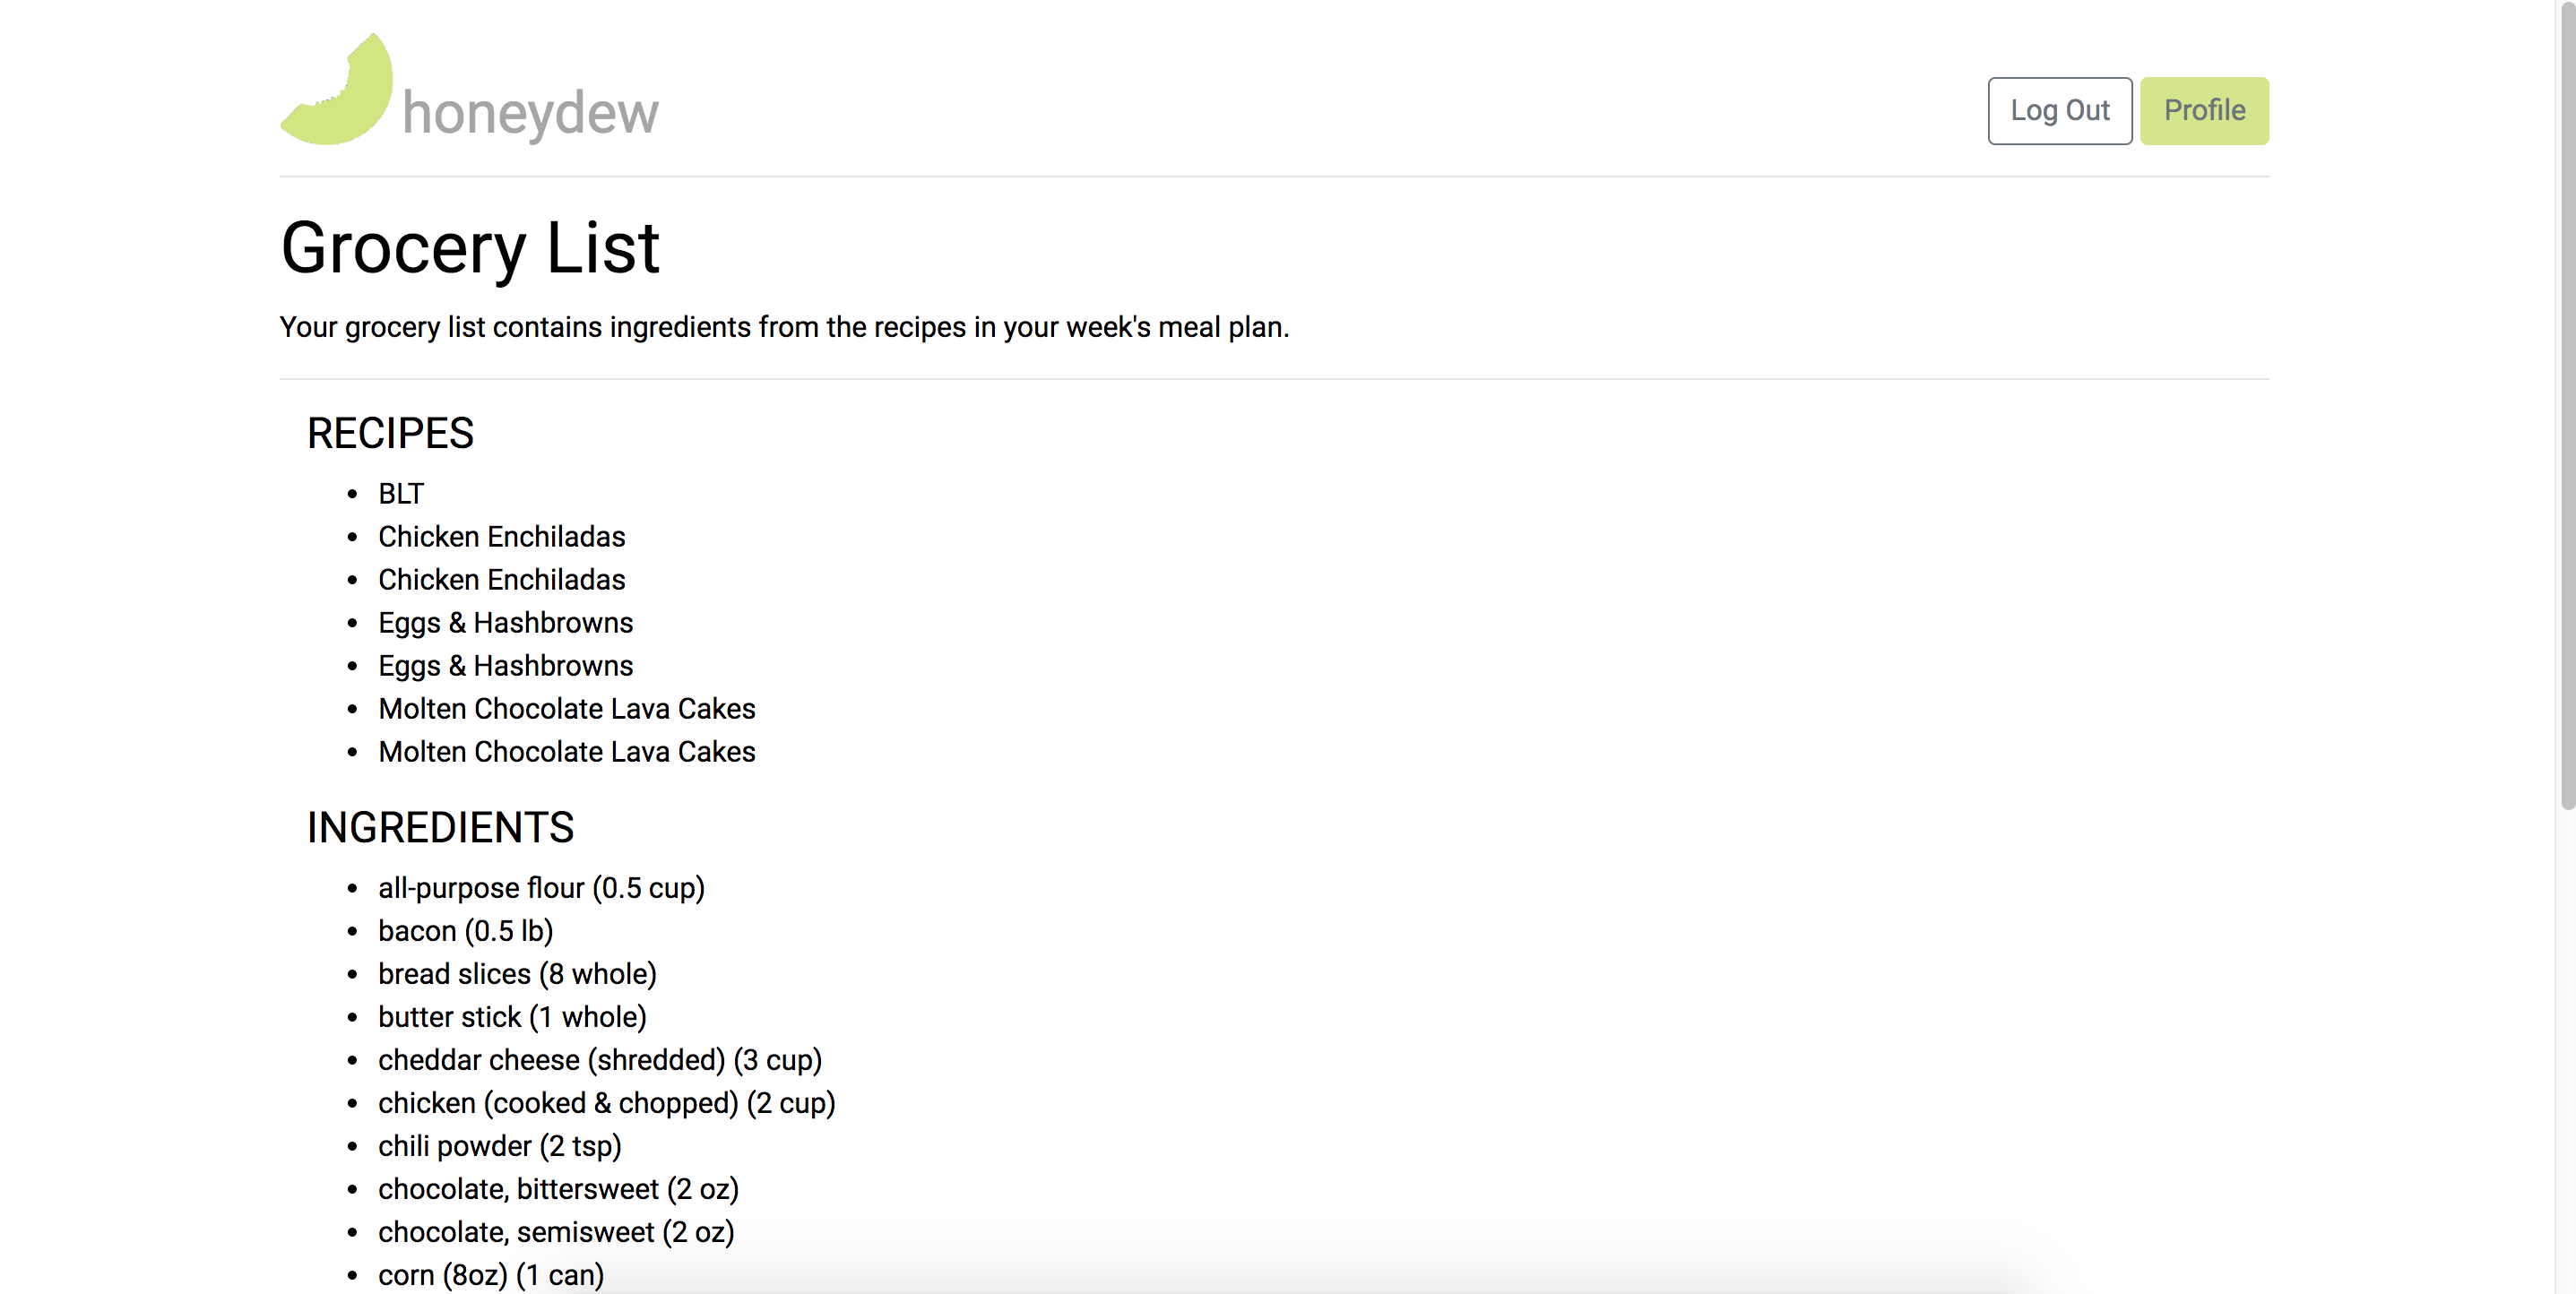 honeydew
Log Out
Profile
Grocery List
Your grocery list contains ingredients from the recipes in your week's meal plan.
RECIPES
• BLT
• Chicken Enchiladas
• Chicken Enchiladas
• Eggs & Hashbrowns
• Eggs & Hashbrowns
• Molten Chocolate Lava Cakes
• Molten Chocolate Lava Cakes
INGREDIENTS
• all-purpose flour (0.5 cup)
• bacon (0.5 lb)
• bread slices (8 whole)
• butter stick (1 whole)
• cheddar cheese (shredded) (3 cup)
• chicken (cooked & chopped) (2 cup)
• chili powder (2 tsp)
• chocolate, bittersweet (2 oz)
• chocolate, semisweet (2 oz)
• corn (8oz) (1 can)